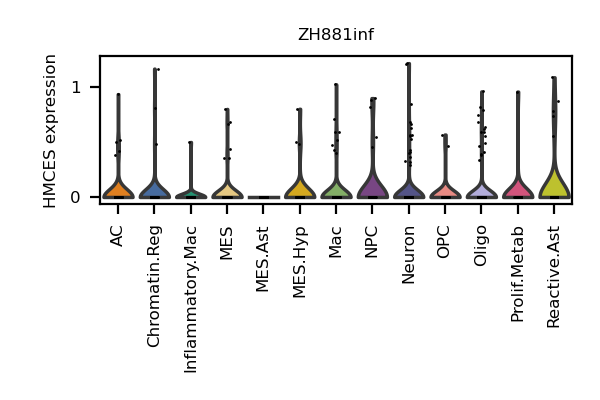 ZH881inf
HMCES expression
1
0
AC
Chromatin.Reg
Inflammatory.Mac
MES
MES.Ast
MES.Hyp
Mac
NPC
Neuron
OPC
Oligo
Prolif.Metab
Reactive.Ast